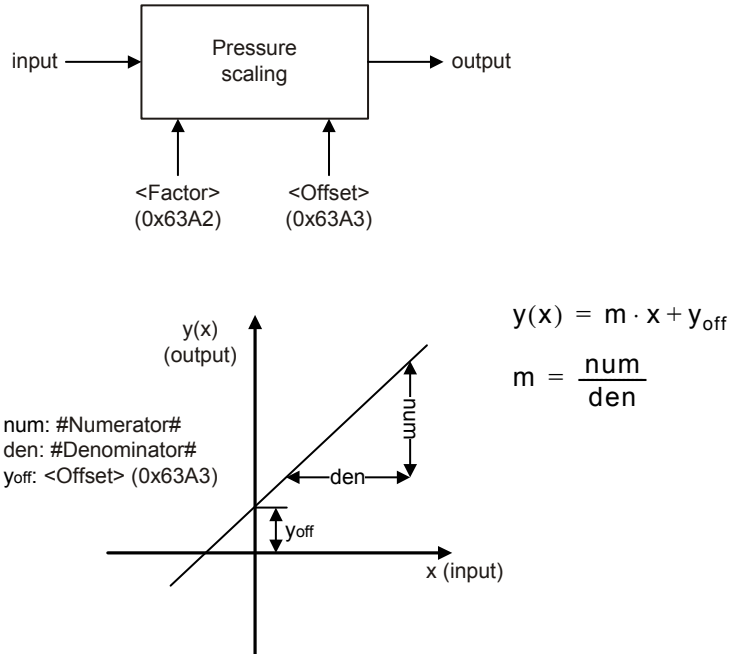 input
Pressure
scaling
output
<Factor>
(0x63A2)
<Offset>
(0x63A3)
y(x)
(output)
y(x) = m · x + yoff
m = num
den
num: #Numerator#
den: #Denominator#
yoff: <Offset> (0x63A3)
num
den
yoff
x (input)